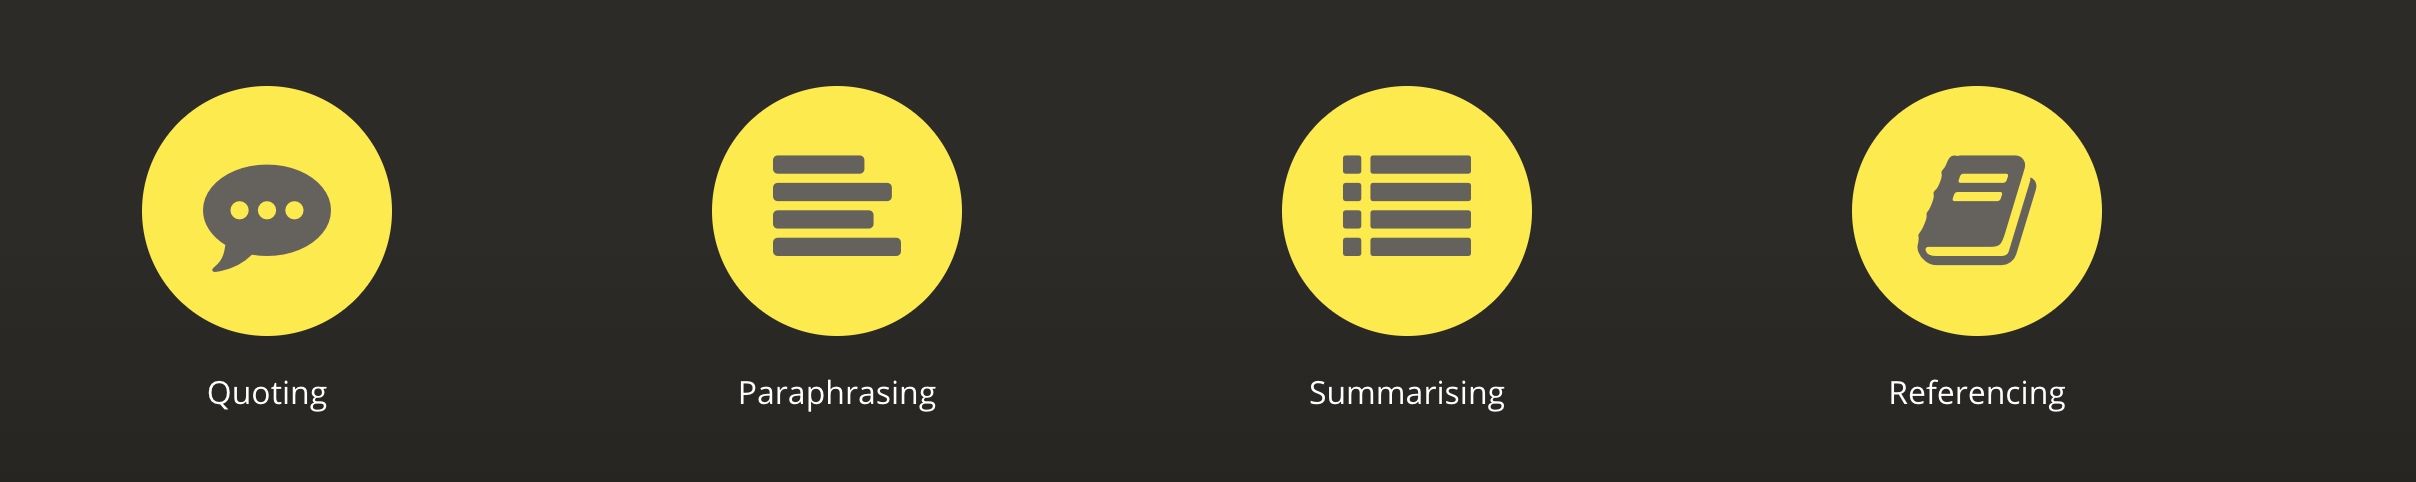 Quoting
Paraphrasing
Summarising
Referencing